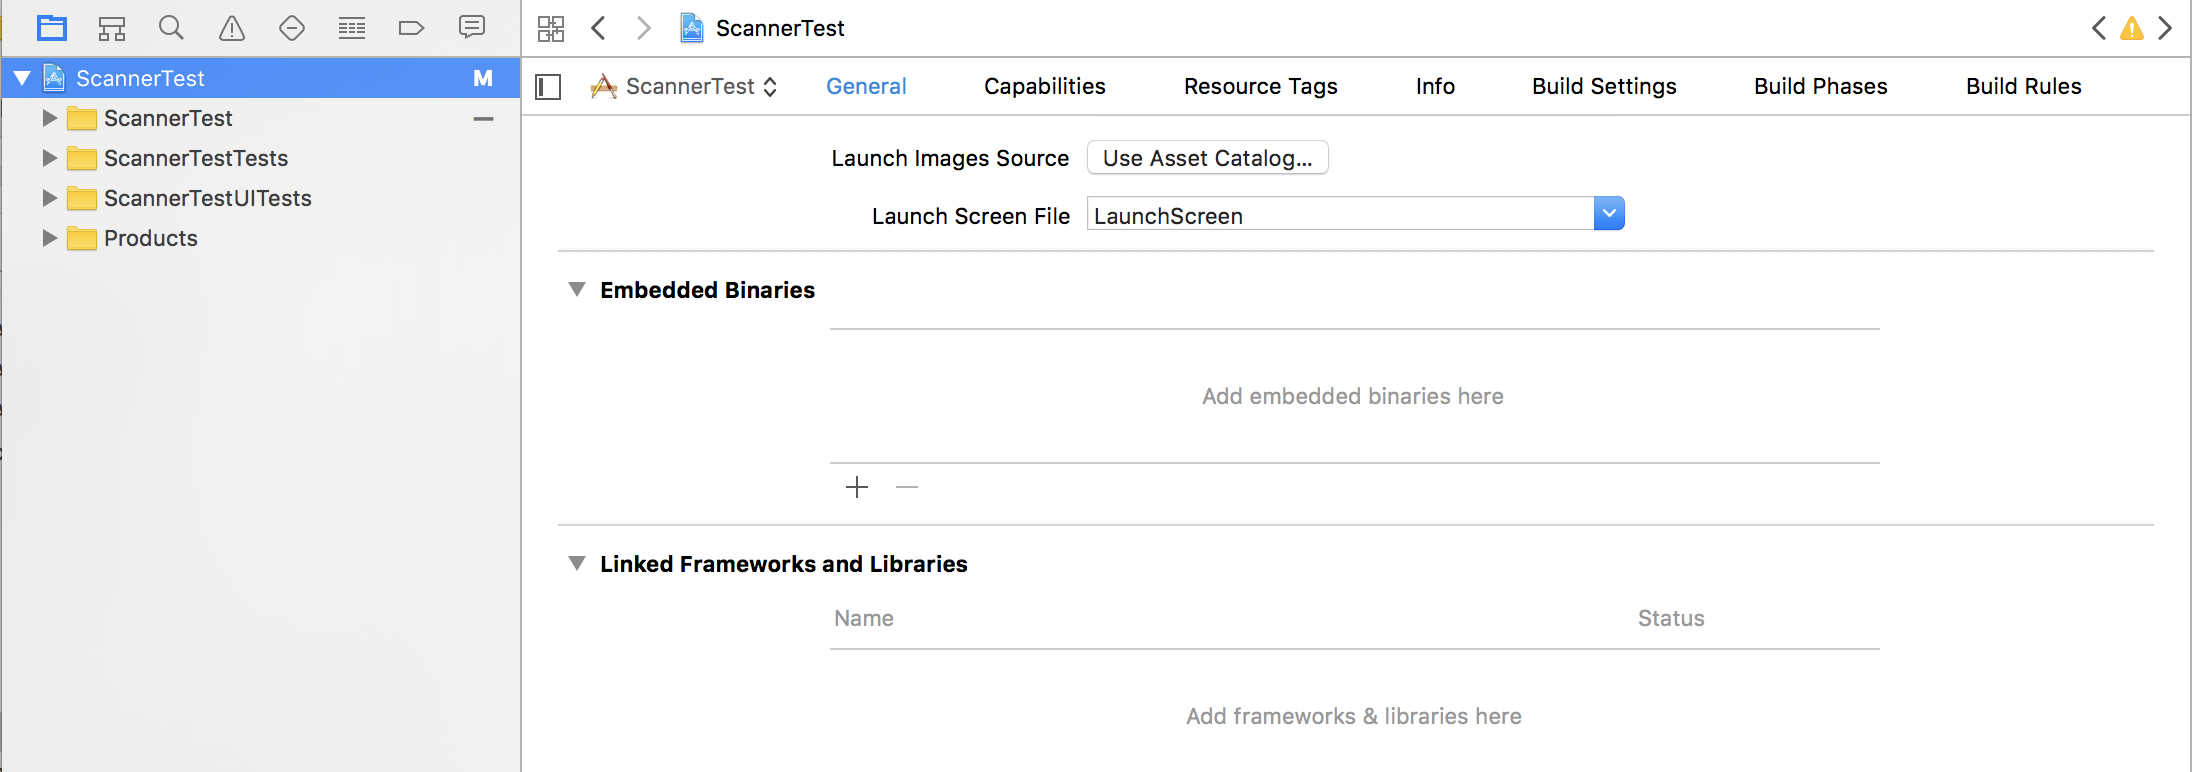 ScannerTest
ScannerTest M
ScannerTest
ScannerTestTests
ScannerTestUITests
Products
ScannerTest General Capabilities Resource Tags Info Build Settings Build Phases Build Rules
Launch Images Source Use Asset Catalog...
Launch Screen File LaunchScreen
Embedded Binaries
Add embedded binaries here
Linked Frameworks and Libraries
Name Status
Add frameworks & libraries here